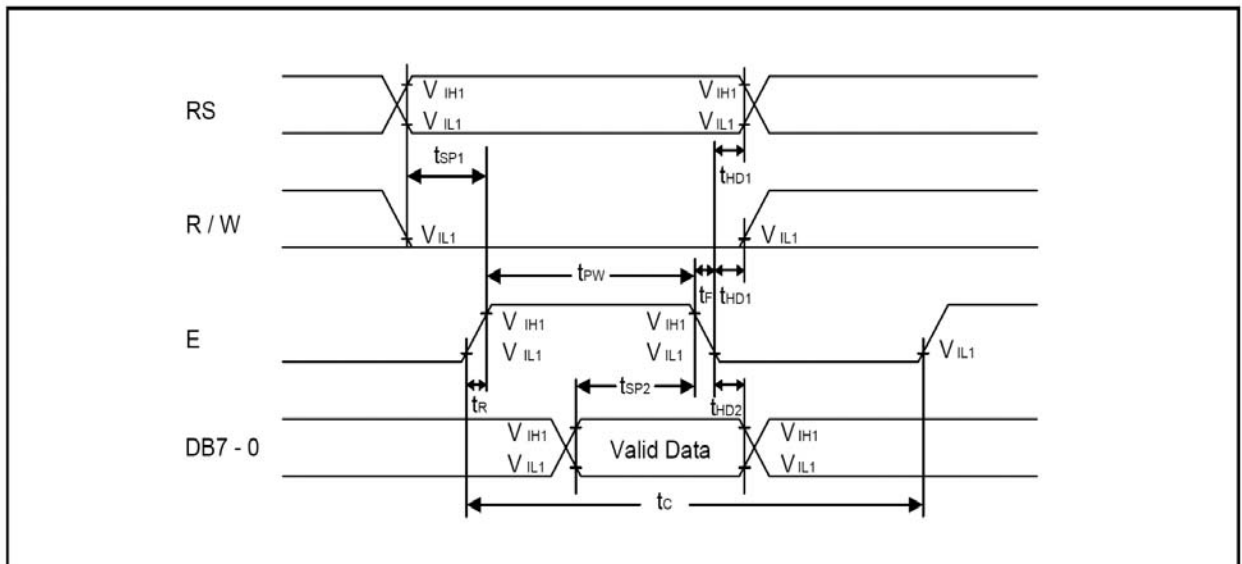 RS
V IH1
V IL1
V IH1
V IL1
tSP1
tHD1
R / W
VIL1
V IL1
tPW
tF
tHD1
E
V IH1
V IL1
V IH1
V IL1
V IL1
tR
tSP2
tHD2
DB7 - 0
V IH1
V IL1
Valid Data
V IH1
V IL1
tC